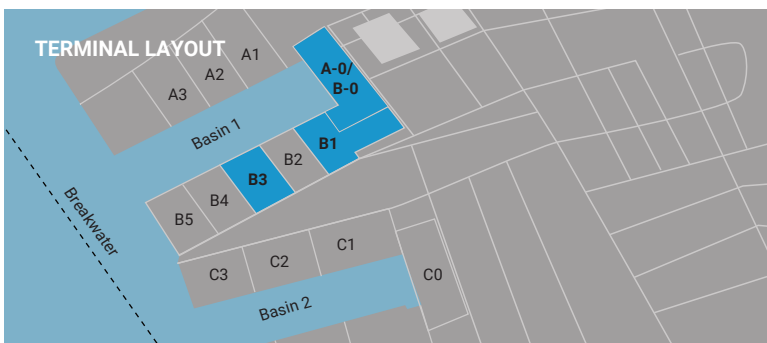 TERMINAL LAYOUT
A1
A2
A3
A-0/
B-0
Basin 1
B1
B2
B3
B4
B5
Breakwater
C1
C2
C3
C0
Basin 2